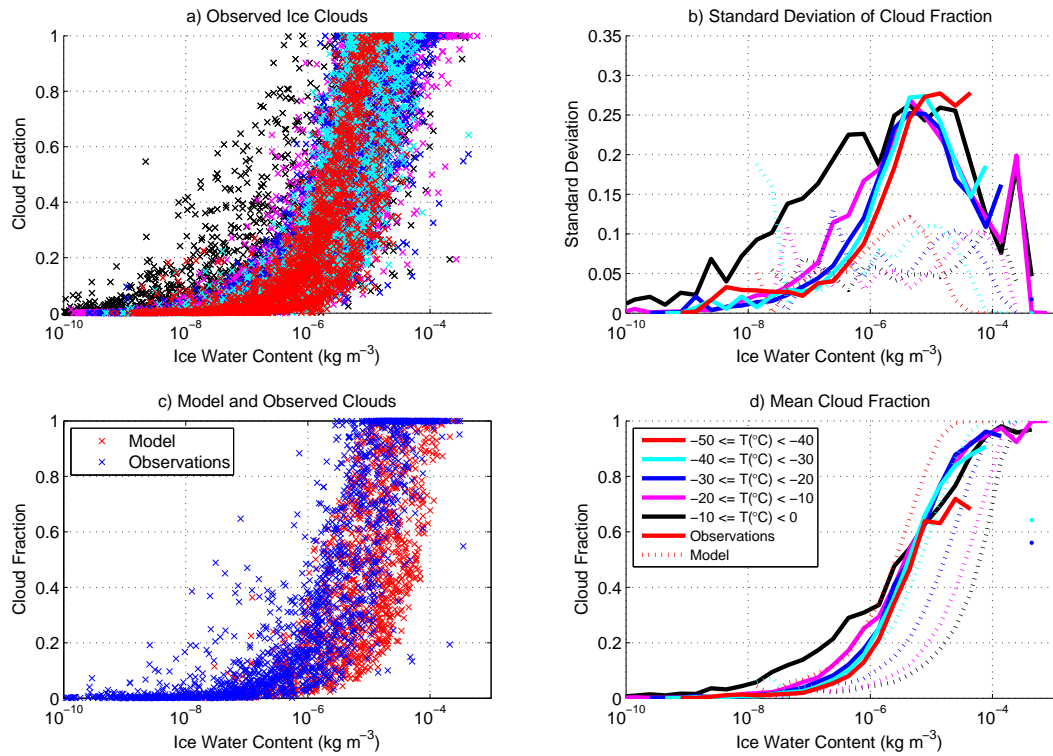 a) Observed Ice Clouds
Cloud Fraction
1
0.8
0.6
0.4
0.2
0
10−10
10−8
10−6
10−4
Ice Water Content (kg m−3)
b) Standard Deviation of Cloud Fraction
Standard Deviation
0.35
0.3
0.25
0.2
0.15
0.1
0.05
0
10−10
10−8
10−6
10−4
Ice Water Content (kg m−3)
c) Model and Observed Clouds
Cloud Fraction
1
0.8
0.6
0.4
0.2
0
Model
Observations
10−10
10−8
10−6
10−4
Ice Water Content (kg m−3)
d) Mean Cloud Fraction
Cloud Fraction
1
0.8
0.6
0.4
0.2
0
−50 <= T(°C) < −40
−40 <= T(°C) < −30
−30 <= T(°C) < −20
−20 <= T(°C) < −10
−10 <= T(°C) < 0
Observations
Model
10−10
10−8
10−6
10−4
Ice Water Content (kg m−3)